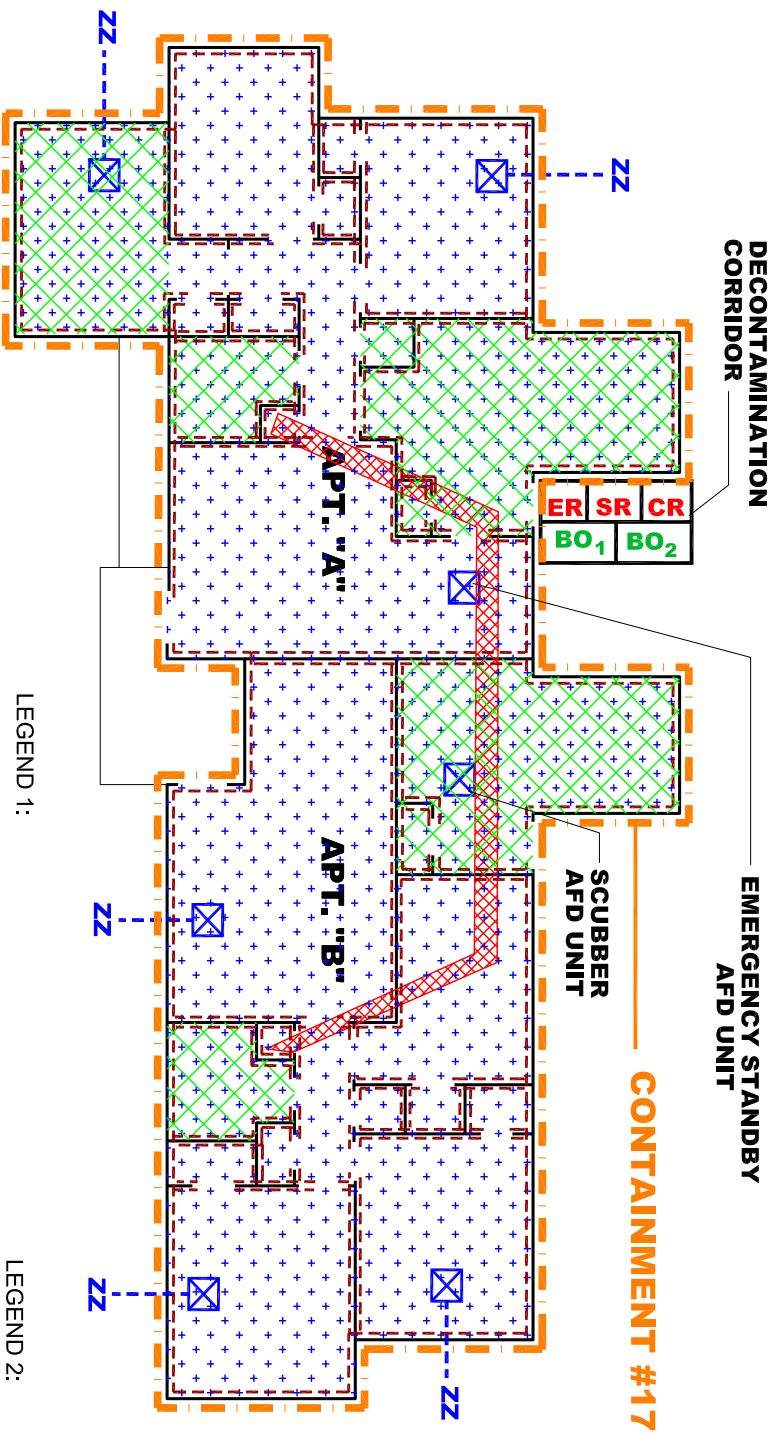 ZZ
ZZ
DECONTAMINATION
CORRIDOR
ER SR CR
BO1 BO2
APT. "A"
EMERGENCY STANDBY
AFD UNIT
SCUBBER
AFD UNIT
APT. "B"
ZZ
ZZ
ZZ
CONTAINMENT #17
LEGEND 1:
LEGEND 2: